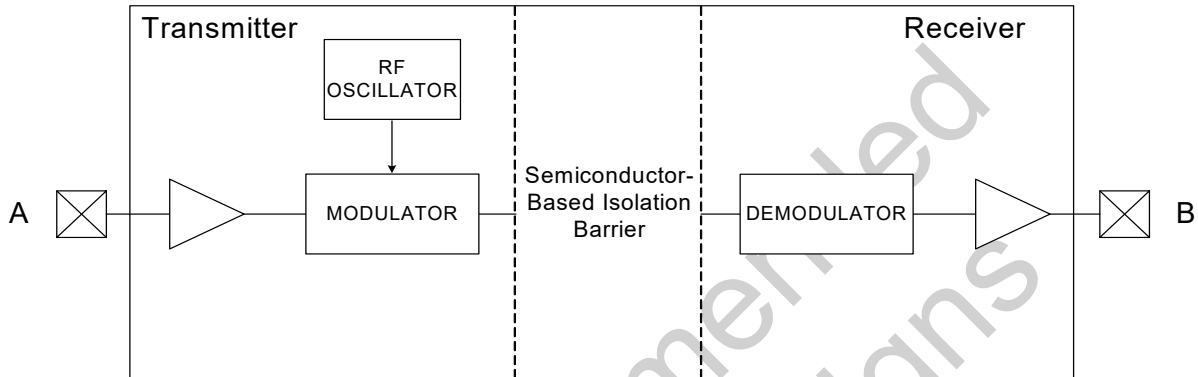 Transmitter
Receiver
RF
OSCILLATOR
Semiconductor-
Based Isolation
Barrier
A
MODULATOR
DEMODULATOR
B